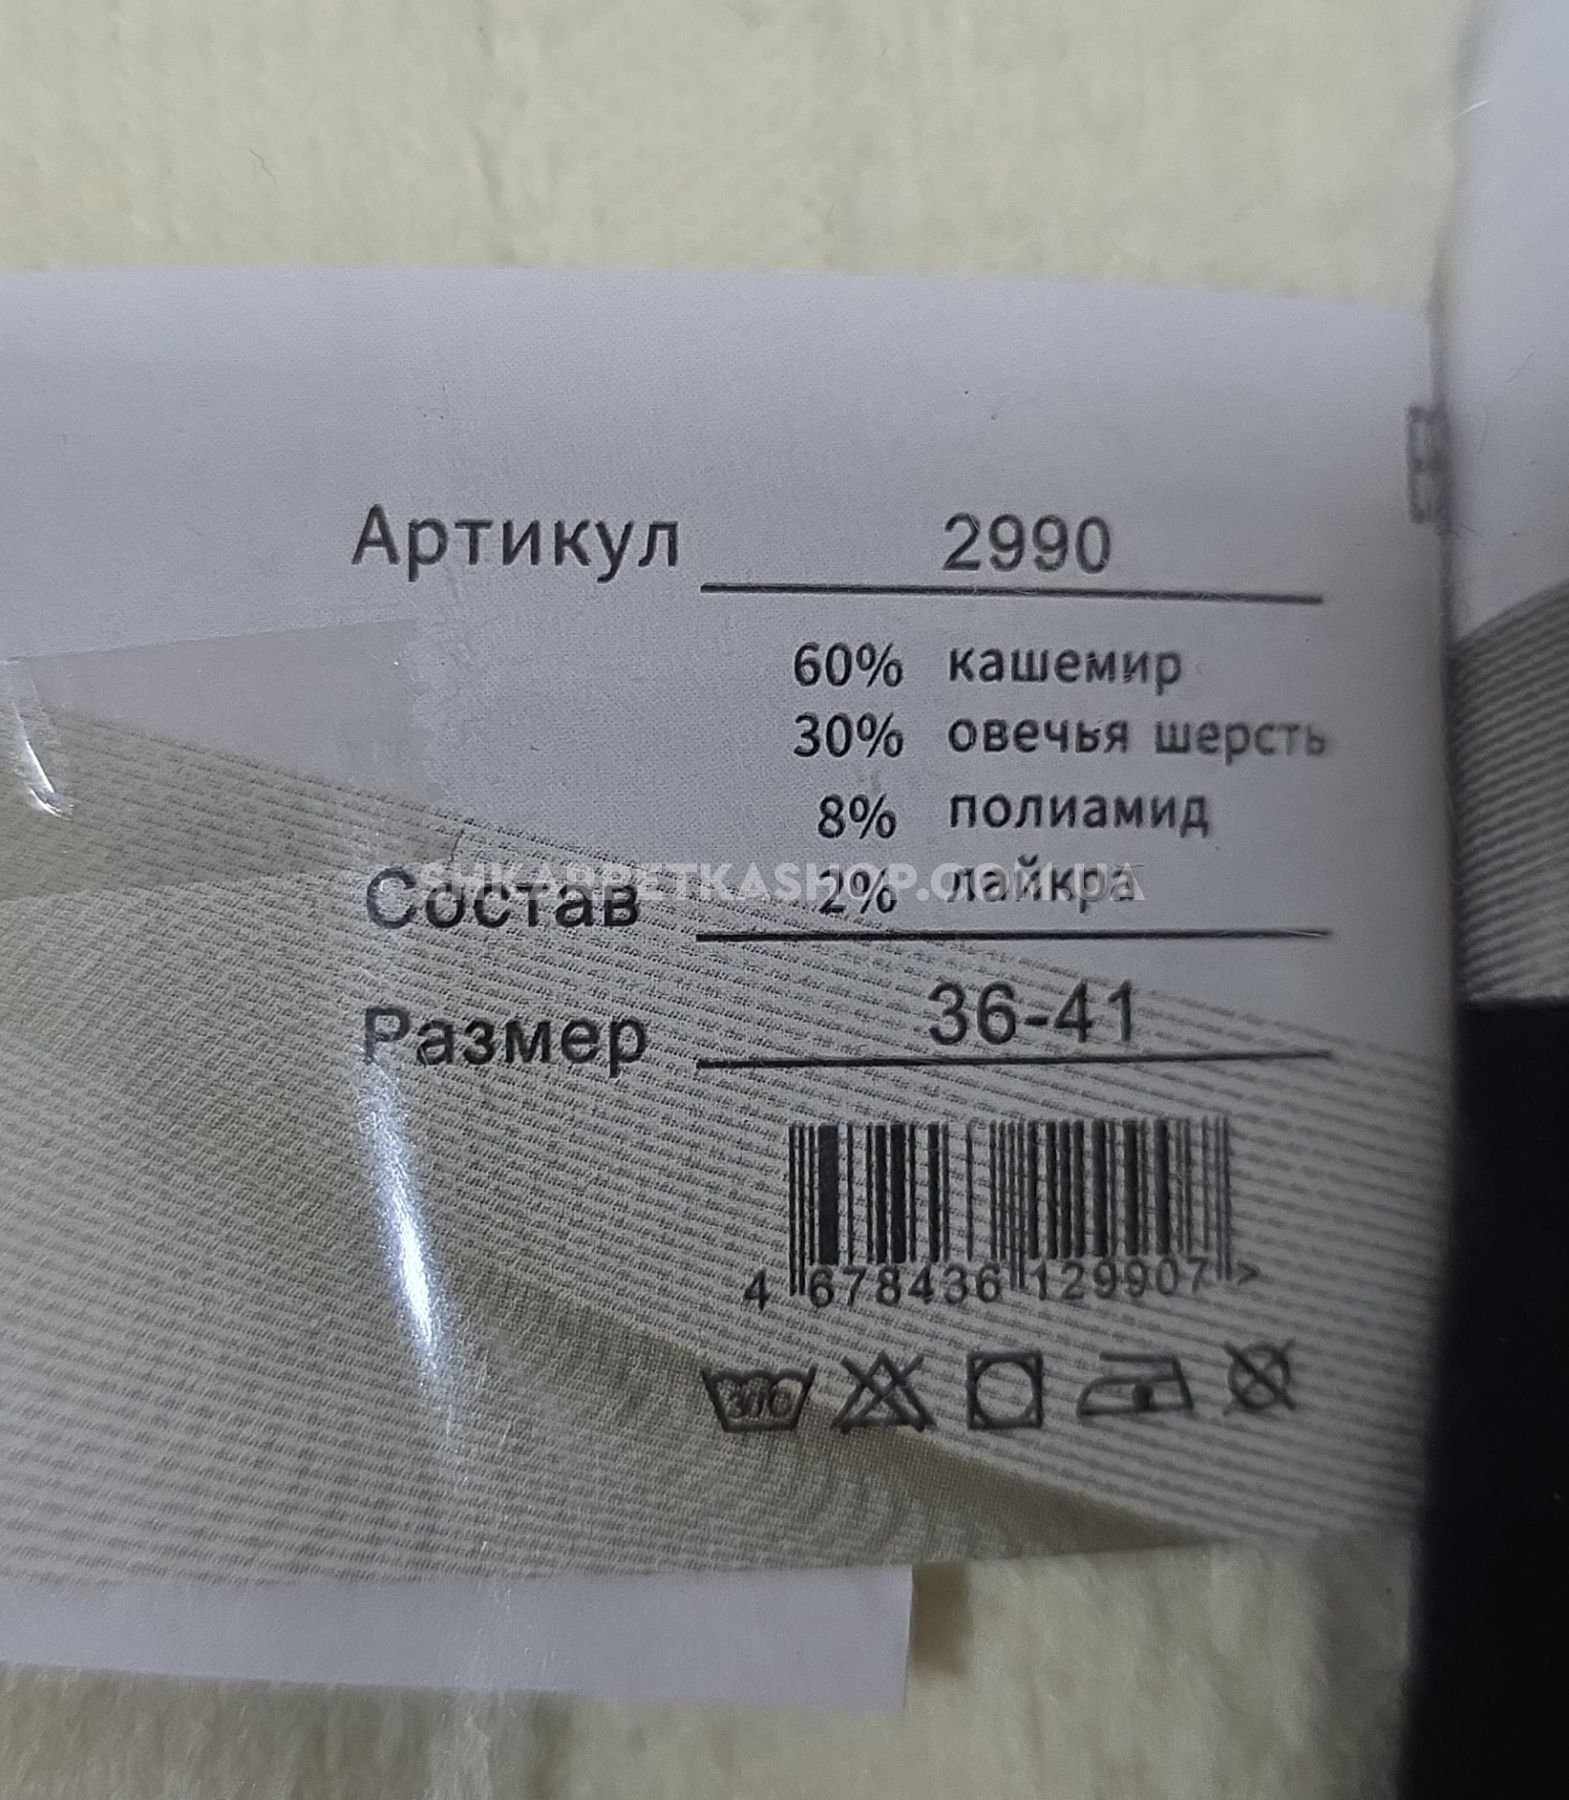 Артикул 2990
60% кашемир
30% овечья шерсть
8% полиамид
Состав 2% лайкра
SHKARPETKASHOP.COM.UA
Размер 36-41
4 678436 129907 >
30°C